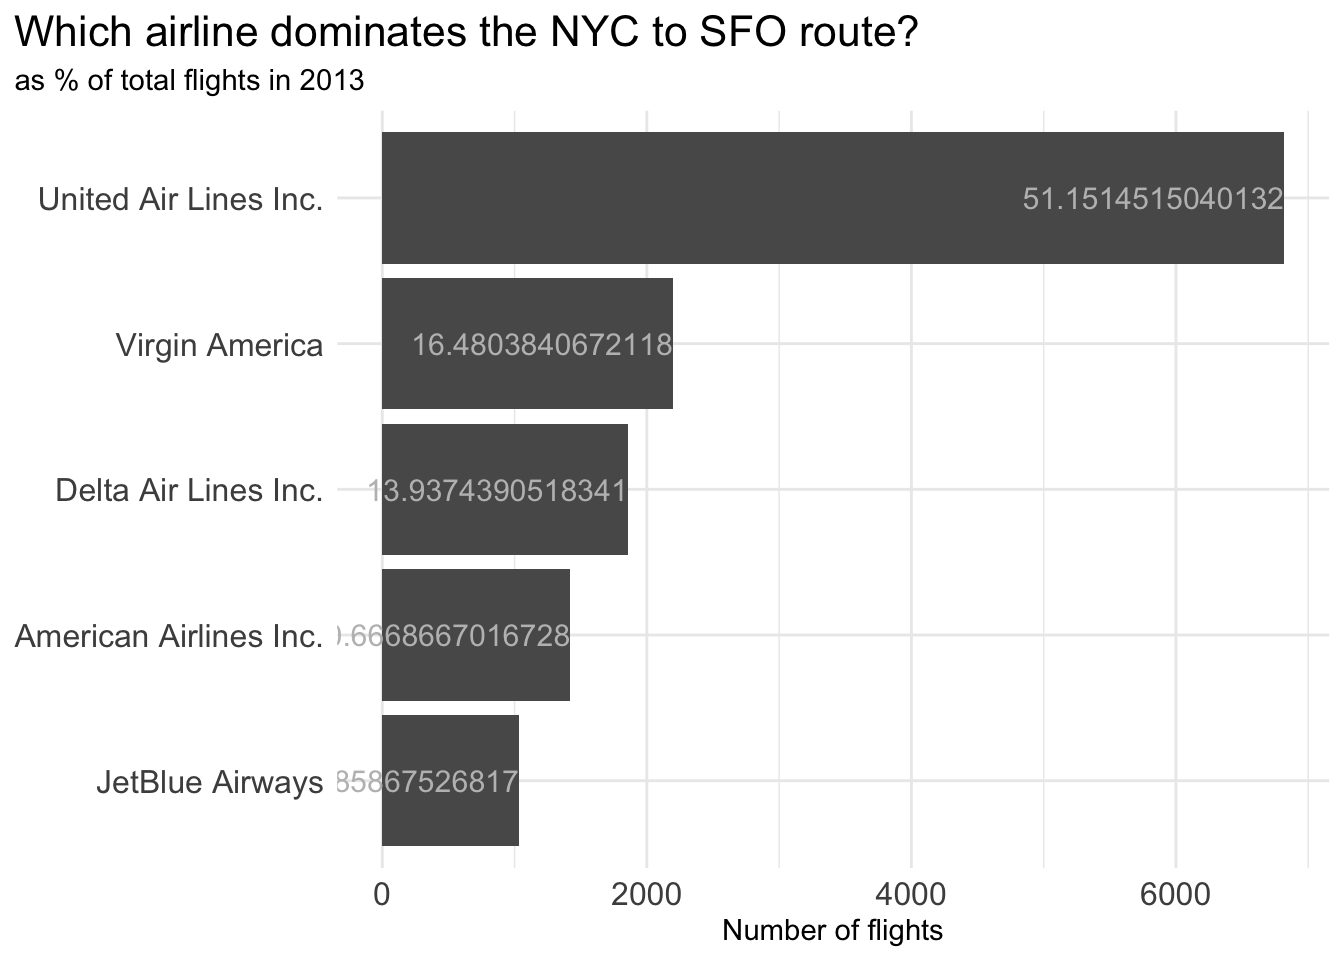 Which airline dominates the NYC to SFO route?
as % of total flights in 2013
United Air Lines Inc.
51.1514515040132
Virgin America
16.4803840672118
Delta Air Lines Inc.
13.9374390518341
American Airlines Inc.
.6668667016728
JetBlue Airways
85867526817
0 2000 4000 6000
Number of flights